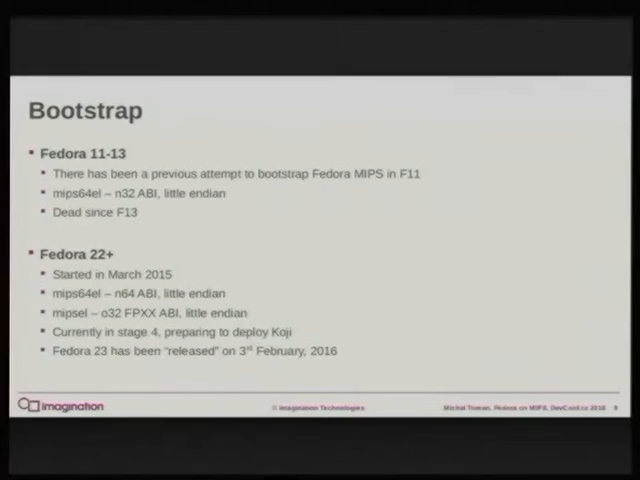 Bootstrap
Fedora 11-13
There has been a previous attempt to bootstrap Fedora MIPS in F11
mips64el – n32 ABI, little endian
Dead since F13
Fedora 22+
Started in March 2015
mips64el – n64 ABI, little endian
mipsel – o32 FPXX ABI, little endian
Currently in stage 4, preparing to deploy Koji
Fedora 23 has been "released" on 3rd February, 2016
imagination
© Imagination Technologies
Michal Toman, Fedora on MIPS, DevConf.cz 2016 9